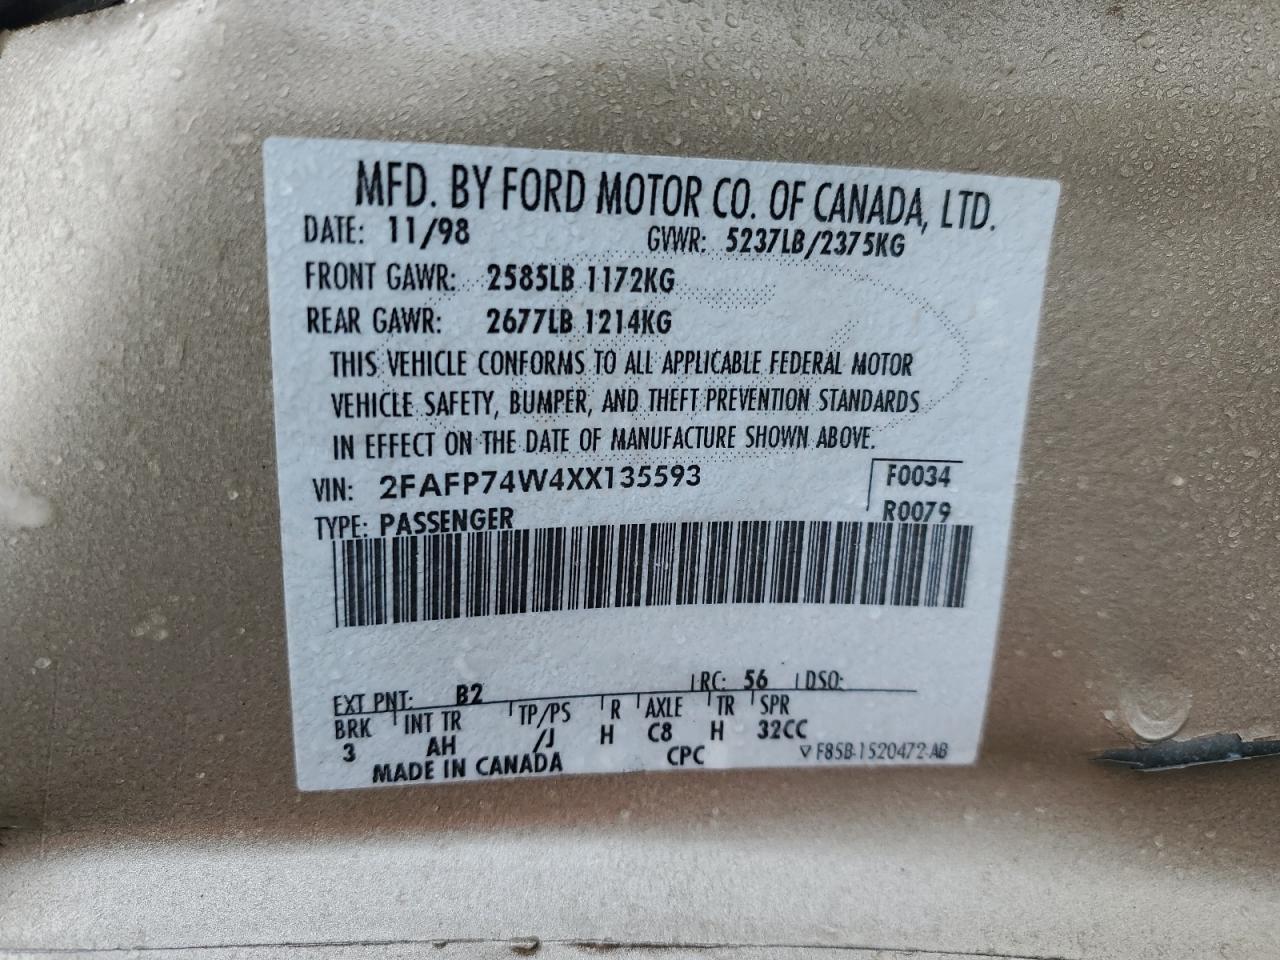 MFD. BY FORD MOTOR CO. OF CANADA, LTD.
DATE: 11/98 GVWR: 5237LB/2375KG
FRONT GAWR: 2585LB 1172KG
REAR GAWR: 2677LB 1214KG
THIS VEHICLE CONFORMS TO ALL APPLICABLE FEDERAL MOTOR
VEHICLE SAFETY, BUMPER, AND THEFT PREVENTION STANDARDS
IN EFFECT ON THE DATE OF MANUFACTURE SHOWN ABOVE.
VIN: 2FAFP74W4XX135593 F0034
TYPE: PASSENGER R0079
EXT PNT: B2 RC: 56 DSO:
BRK INT TR TP/PS R AXLE TR SPR
3 AH /J H C8 H 32CC
MADE IN CANADA CPC F85B-1520472-AB